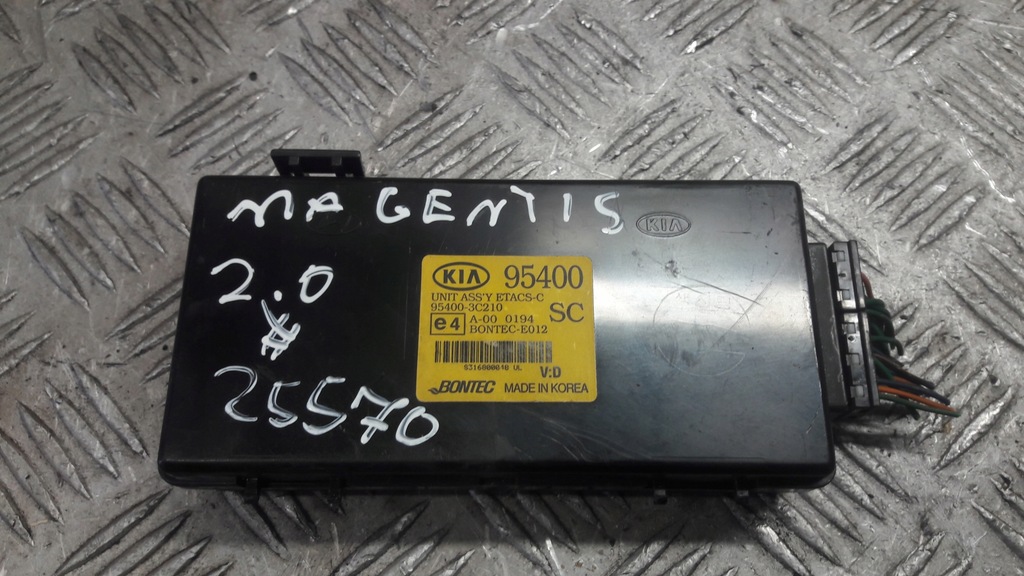 MAGENTIS
KIA
2.0
25570
KIA 95400
UNIT ASS'Y ETACS-C
95400-3C210 SC
e4 A-00 0194
BONTEC-E012
V:D
BONTEC MADE IN KOREA